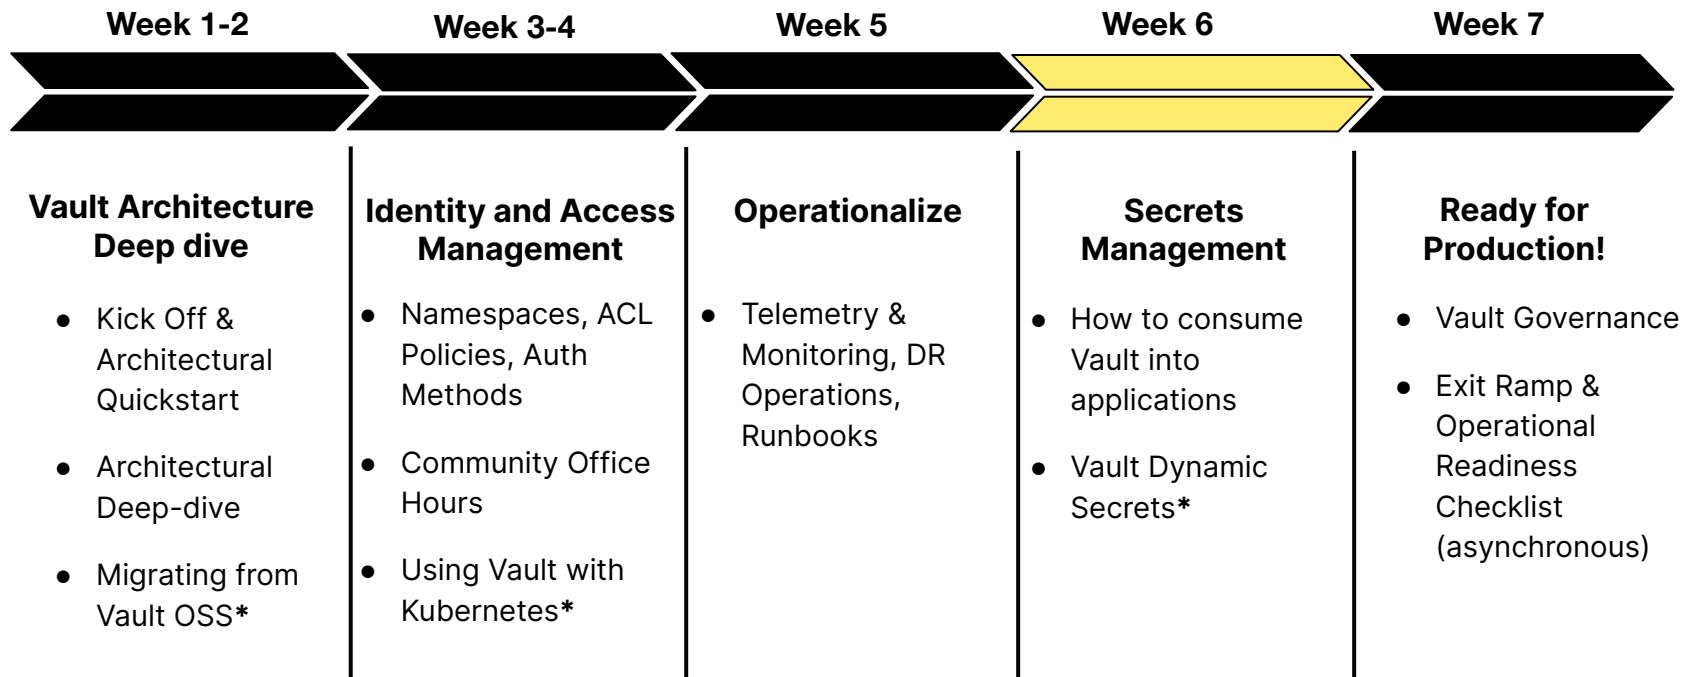 Week 1-2
Week 3-4
Week 5
Week 6
Week 7
Vault Architecture
Deep dive
● Kick Off &
Architectural
Quickstart
● Architectural
Deep-dive
● Migrating from
Vault OSS*
Identity and Access
Management
● Namespaces, ACL
Policies, Auth
Methods
● Community Office
Hours
● Using Vault with
Kubernetes*
Operationalize
● Telemetry &
Monitoring, DR
Operations,
Runbooks
Secrets
Management
● How to consume
Vault into
applications
● Vault Dynamic
Secrets*
Ready for
Production!
● Vault Governance
● Exit Ramp &
Operational
Readiness
Checklist
(asynchronous)